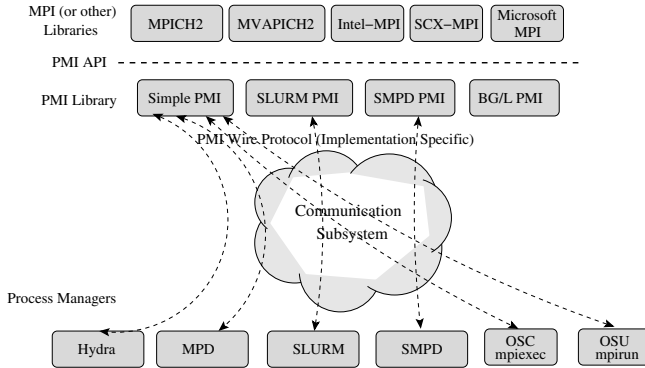 MPI (or other)
Libraries
MPICH2
MVAPICH2
Intel−MPI
SCX−MPI
Microsoft
MPI
PMI API
PMI Library
Simple PMI
SLURM PMI
SMPD PMI
BG/L PMI
PMI Wire Protocol (Implementation Specific)
Communication
Subsystem
Process Managers
Hydra
MPD
SLURM
SMPD
OSC
mpiexec
OSU
mpirun